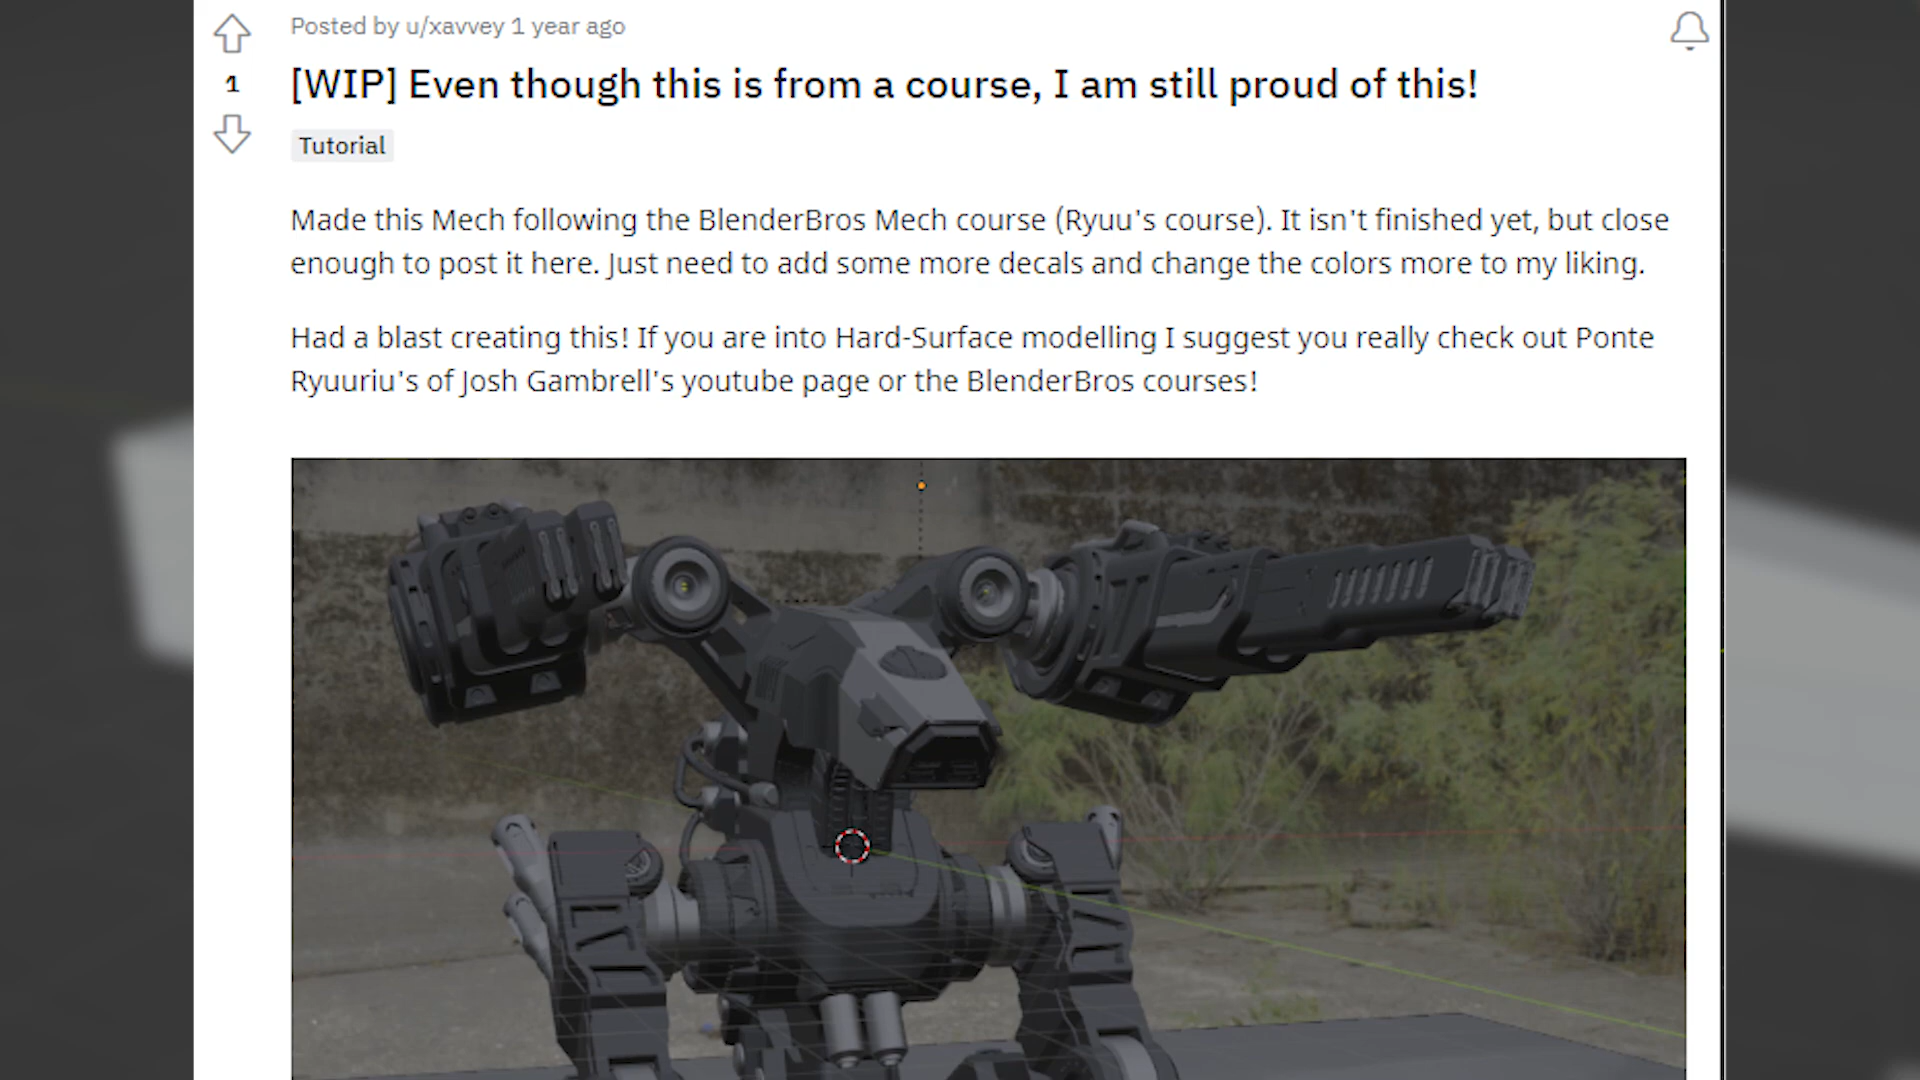 Posted by u/xavvey 1 year ago
1
[WIP] Even though this is from a course, I am still proud of this!
Tutorial
Made this Mech following the BlenderBros Mech course (Ryuu's course). It isn't finished yet, but close
enough to post it here. Just need to add some more decals and change the colors more to my liking.
Had a blast creating this! If you are into Hard-Surface modelling I suggest you really check out Ponte
Ryuuriu's of Josh Gambrell's youtube page or the BlenderBros courses!